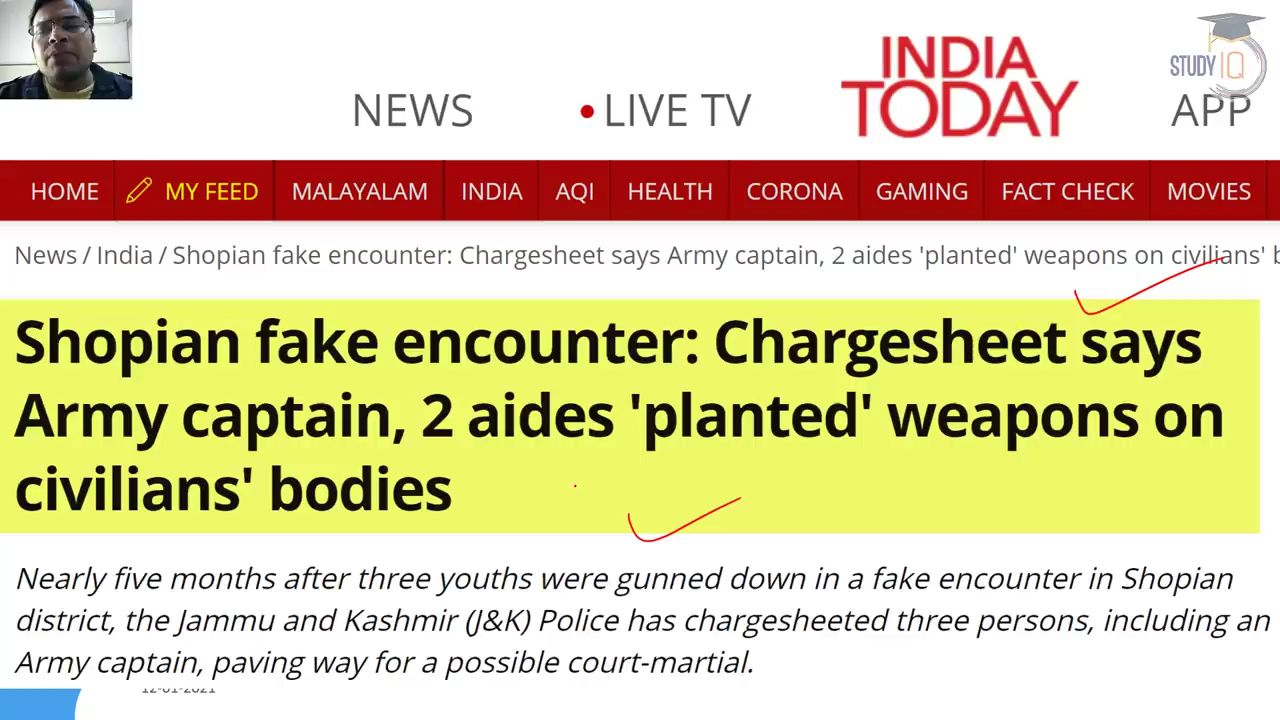 STUDY IQ
INDIA
TODAY
NEWS
LIVE TV
APP
HOME
MY FEED
MALAYALAM
INDIA
AQI
HEALTH
CORONA
GAMING
FACT CHECK
MOVIES
News / India / Shopian fake encounter: Chargesheet says Army captain, 2 aides 'planted' weapons on civilians' b
Shopian fake encounter: Chargesheet says
Army captain, 2 aides 'planted' weapons on
civilians' bodies
Nearly five months after three youths were gunned down in a fake encounter in Shopian
district, the Jammu and Kashmir (J&K) Police has chargesheeted three persons, including an
Army captain, paving way for a possible court-martial.
12-01-2021